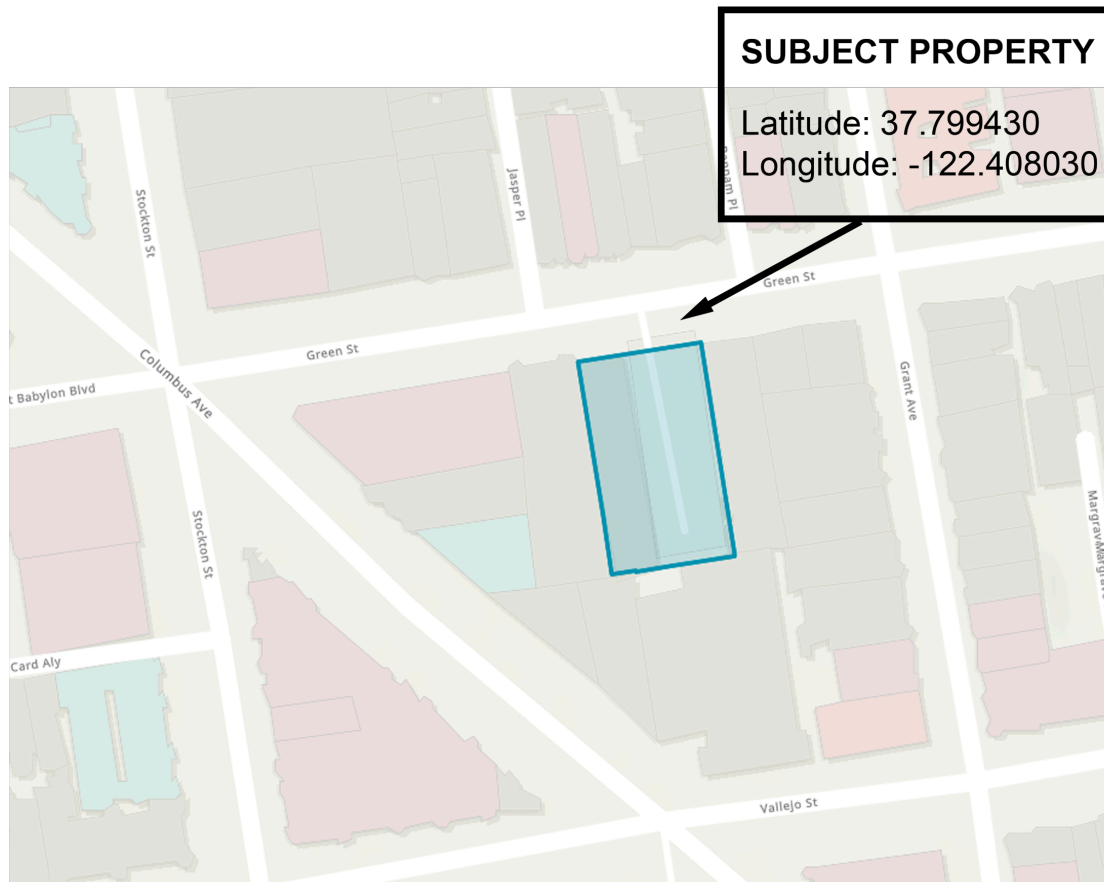 SUBJECT PROPERTY
Latitude: 37.799430
Longitude: -122.408030
Stockton St
Jasper Pl
Pl
Green St
Green St
Columbus Ave
t Babylon Blvd
Grant Ave
Stockton St
Card Aly
Vallejo St